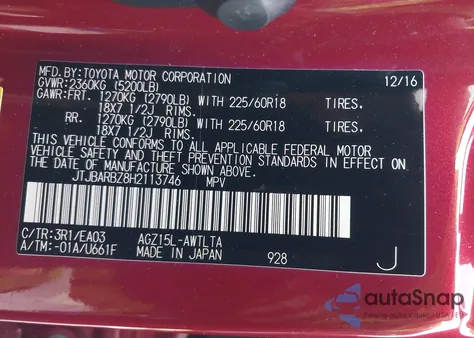 MFD.BY:TOYOTA MOTOR CORPORATION 12/16
GVWR:2360KG (5200LB)
GAWR:FRT. 1270KG (2790LB) WITH 225/60R18 TIRES.
18X7 1/2J RIMS.
RR. 1270KG (2790LB) WITH 225/60R18 TIRES.
18X7 1/2J RIMS.
THIS VEHICLE CONFORMS TO ALL APPLICABLE FEDERAL MOTOR
VEHICLE SAFETY AND THEFT PREVENTION STANDARDS IN EFFECT
ON THE DATE OF MANUFACTURE SHOWN ABOVE.
JTJBARBZ8H2113746 MPV
C/TR:3R1/EA03 AGZ15L-AWTLTA
A/TM:-01A/U661F MADE IN JAPAN 928 J
autoSnap